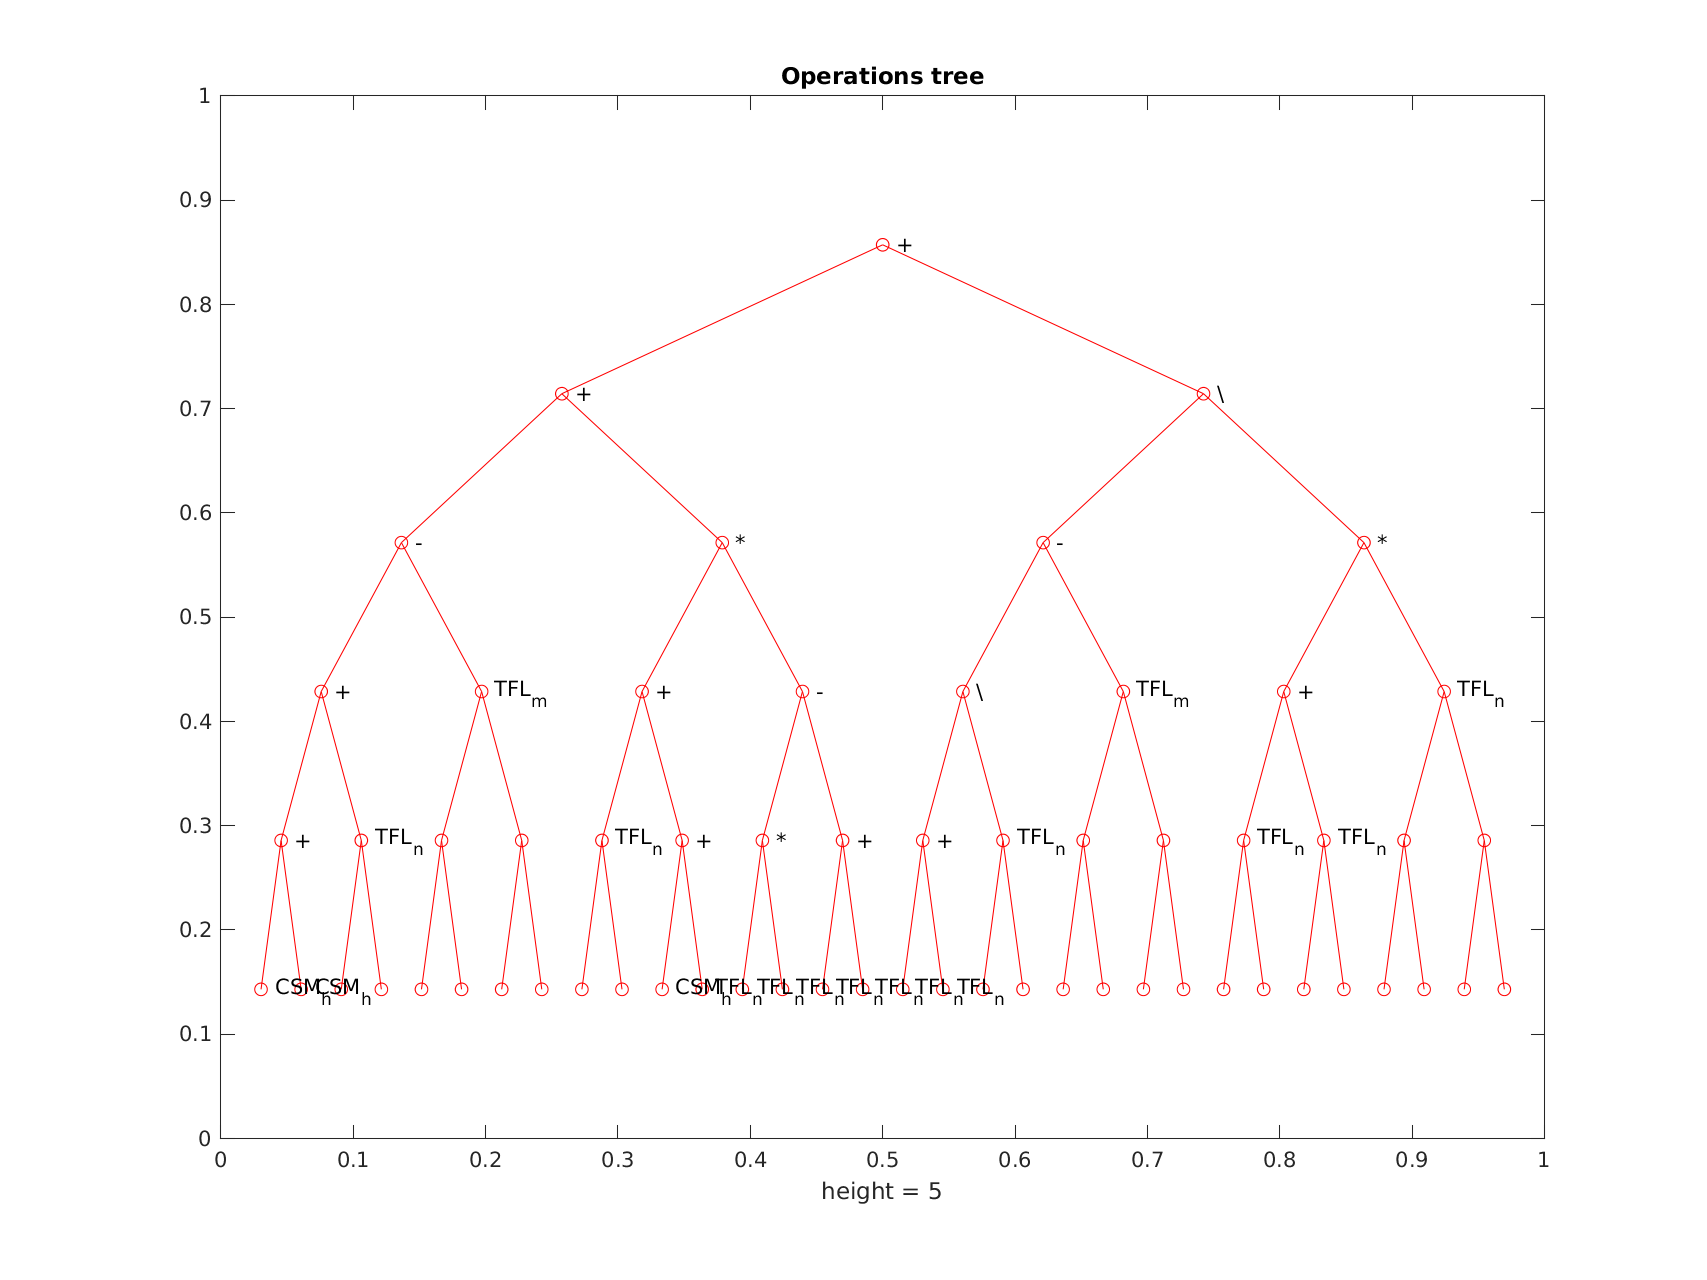 Operations tree
1
0.9
+
0.8
+ \
0.7
0.6
- * - *
0.5
+ TFL_m + - \ TFL_m + TFL_n
0.4
0.3
+ TFL_n TFL_n + * + + TFL_n TFL_n TFL_n
0.2
CSM_h CSM_h CSM_h TFL_n TFL_n TFL_n TFL_n TFL_n TFL_n TFL_n
0.1
0
0 0.1 0.2 0.3 0.4 0.5 0.6 0.7 0.8 0.9 1
height = 5